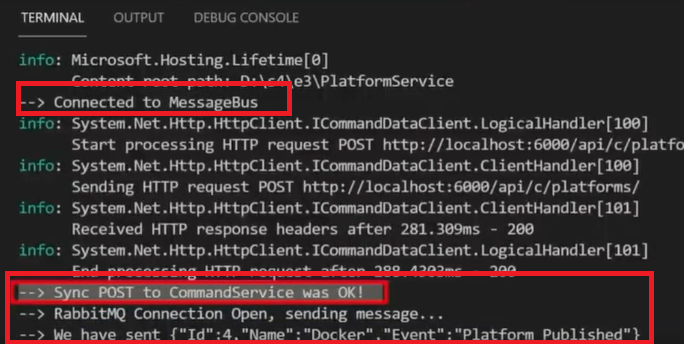 TERMINAL OUTPUT DEBUG CONSOLE
info: Microsoft.Hosting.Lifetime[0]
Content root path: D:\s4\e3\PlatformService
--> Connected to MessageBus
info: System.Net.Http.HttpClient.ICommandDataClient.LogicalHandler[100]
Start processing HTTP request POST http://localhost:6000/api/c/platfo
info: System.Net.Http.HttpClient.ICommandDataClient.ClientHandler[100]
Sending HTTP request POST http://localhost:6000/api/c/platforms/
info: System.Net.Http.HttpClient.ICommandDataClient.ClientHandler[101]
Received HTTP response headers after 281.309ms - 200
info: System.Net.Http.HttpClient.ICommandDataClient.LogicalHandler[101]
End processing HTTP request after 288.4303ms - 200
--> Sync POST to CommandService was OK!
--> RabbitMQ Connection Open, sending message...
--> We have sent {"Id":4,"Name":"Docker","Event":"Platform_Published"}